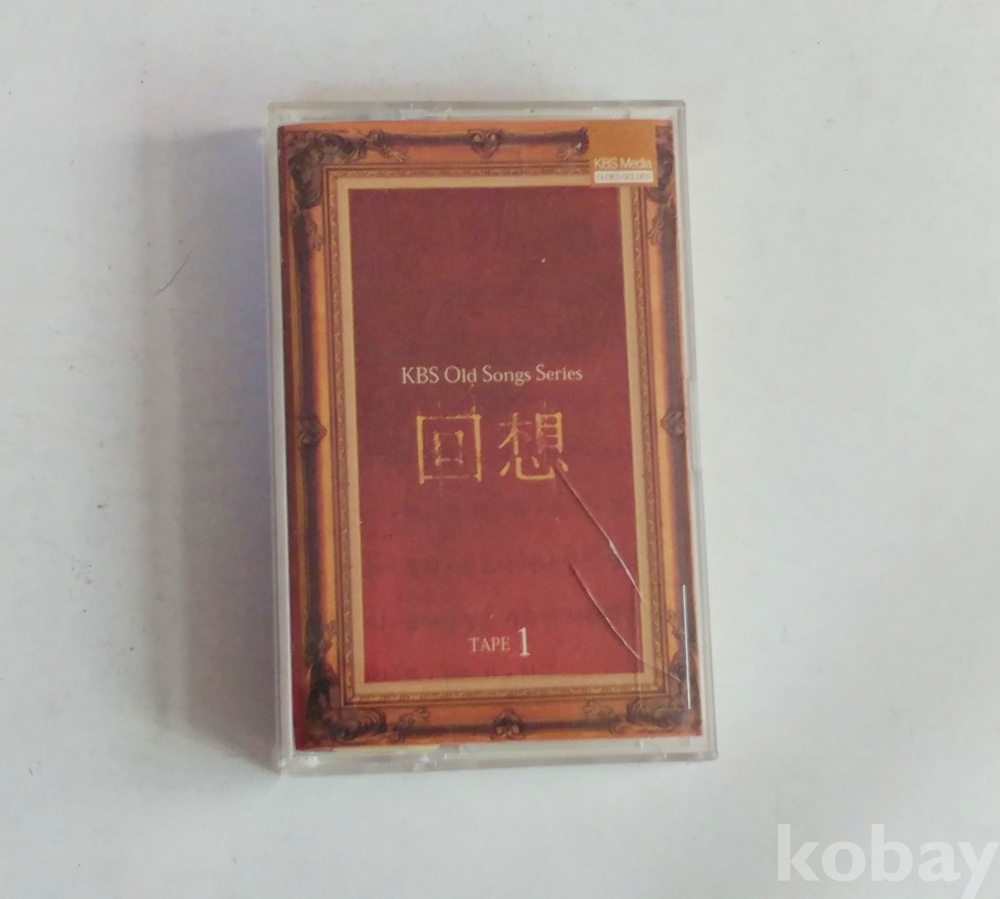 KBS Media
KBS Old Songs Series
回想
TAPE 1
kobay